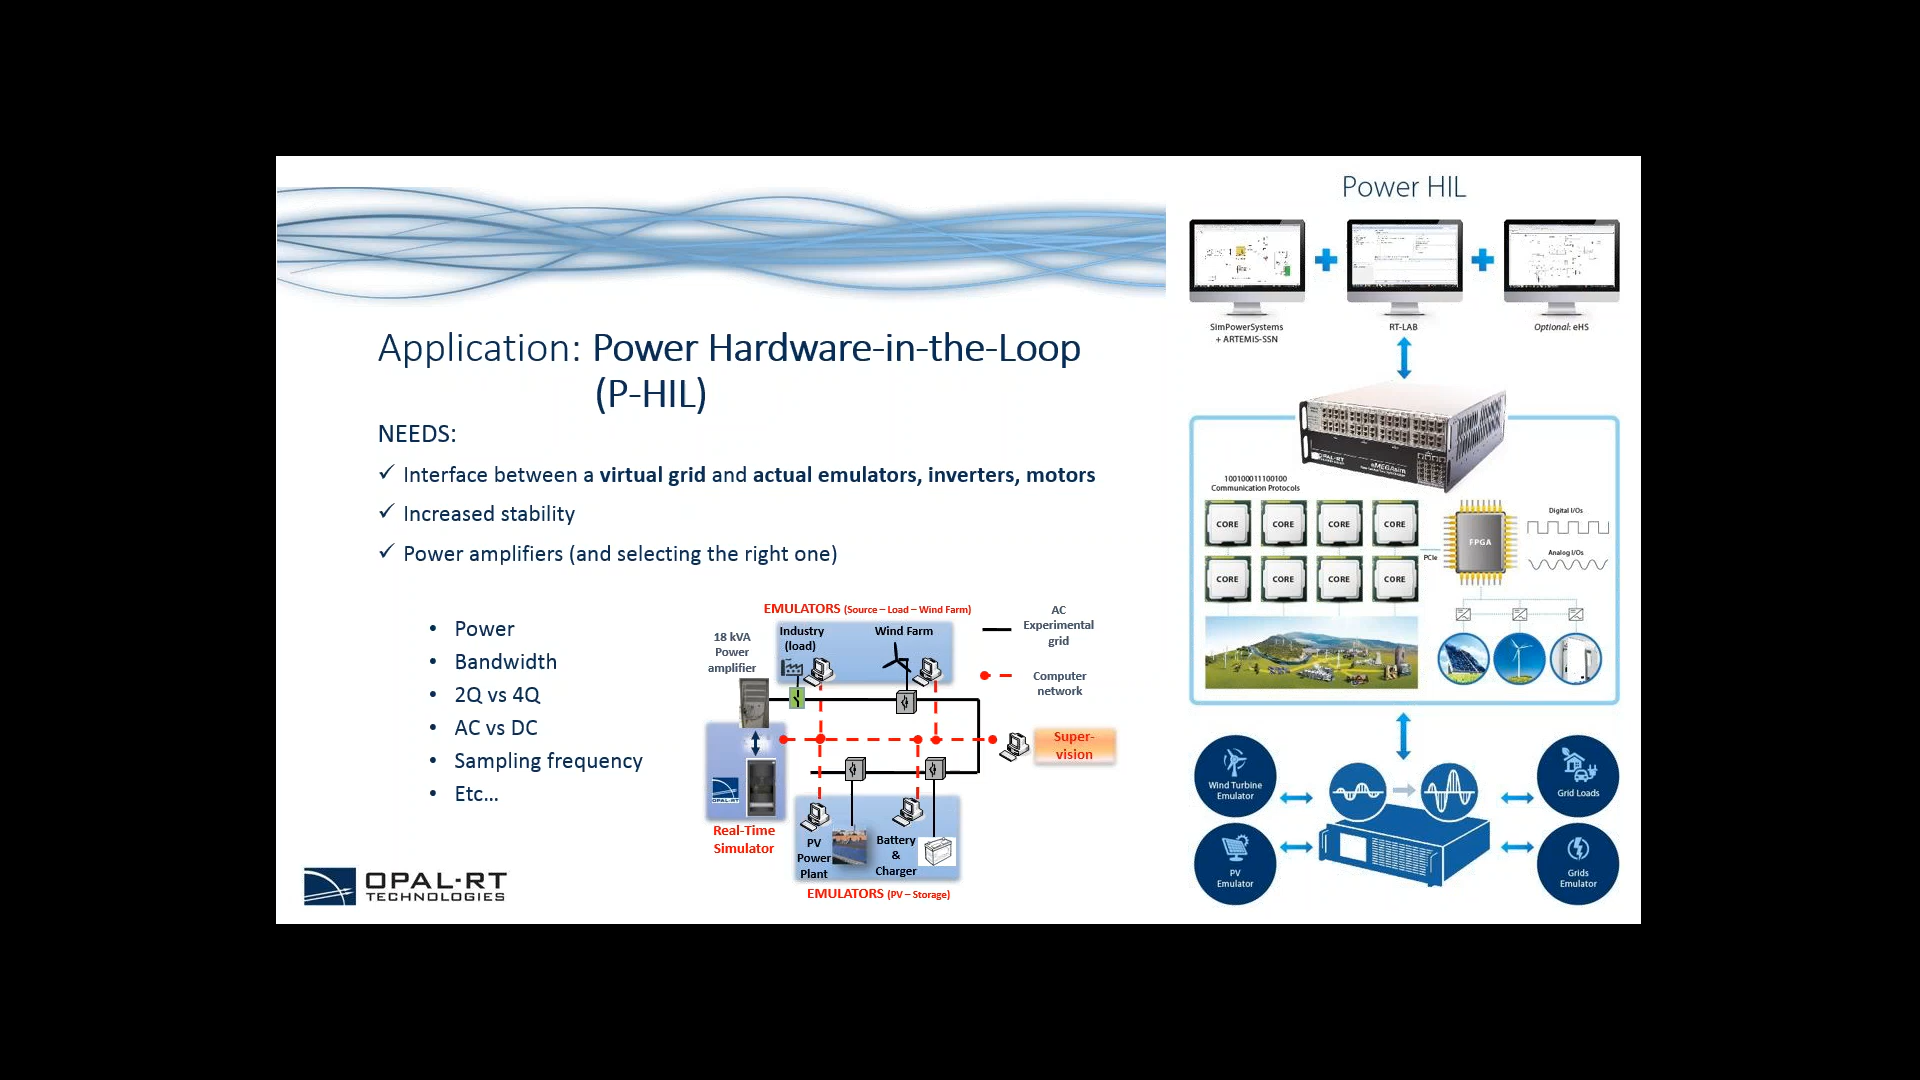 Application: Power Hardware-in-the-Loop
(P-HIL)
NEEDS:
✓ Interface between a virtual grid and actual emulators, inverters, motors
✓ Increased stability
✓ Power amplifiers (and selecting the right one)
• Power
• Bandwidth
• 2Q vs 4Q
• AC vs DC
• Sampling frequency
• Etc…
EMULATORS (Source – Load – Wind Farm)
18 kVA
Power
amplifier
Industry
(load)
Wind Farm
AC
Experimental
grid
Computer
network
Super-
vision
OPAL-RT
Real-Time
Simulator
PV
Power
Plant
Battery
&
Charger
EMULATORS (PV – Storage)
OPAL-RT
TECHNOLOGIES
Power HIL
SimPowerSystems
+ ARTEMiS-SSN
RT-LAB
Optional: eHS
OPAL-RT
eMEGAsim
100100011100100
Communication Protocols
CORE
CORE
CORE
CORE
CORE
CORE
CORE
CORE
PCIe
FPGA
Digital I/Os
Analog I/Os
Wind Turbine
Emulator
Grid Loads
PV
Emulator
Grids
Emulator